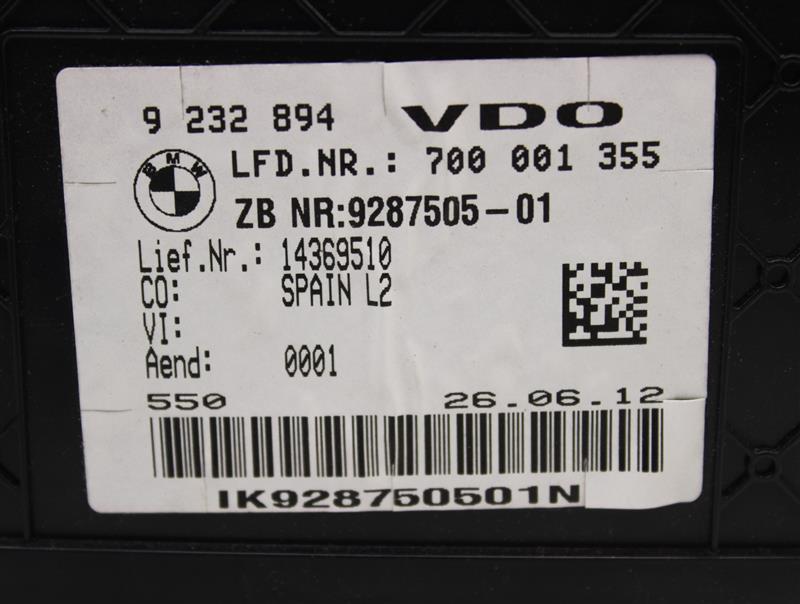 9 232 894 VDO
BMW
LFD.NR.: 700 001 355
ZB NR:9287505-01
Lief.Nr.: 14369510
CO: SPAIN L2
VI:
Aend: 0001
550 26.06.12
IK928750501N